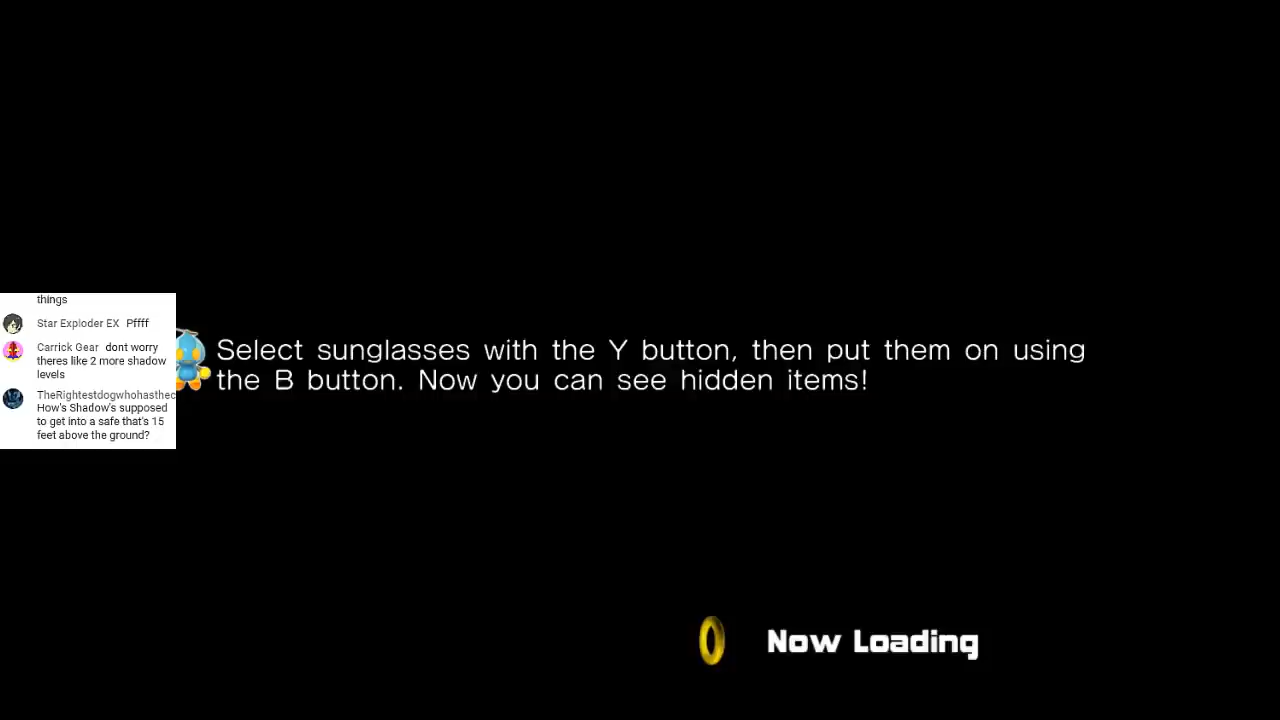 things
Star Exploder EX Pffff
Carrick Gear dont worry
theres like 2 more shadow
levels
TheRightestdogwhohasthec
How's Shadow's supposed
to get into a safe that's 15
feet above the ground?
Select sunglasses with the Y button, then put them on using
the B button. Now you can see hidden items!
Now Loading